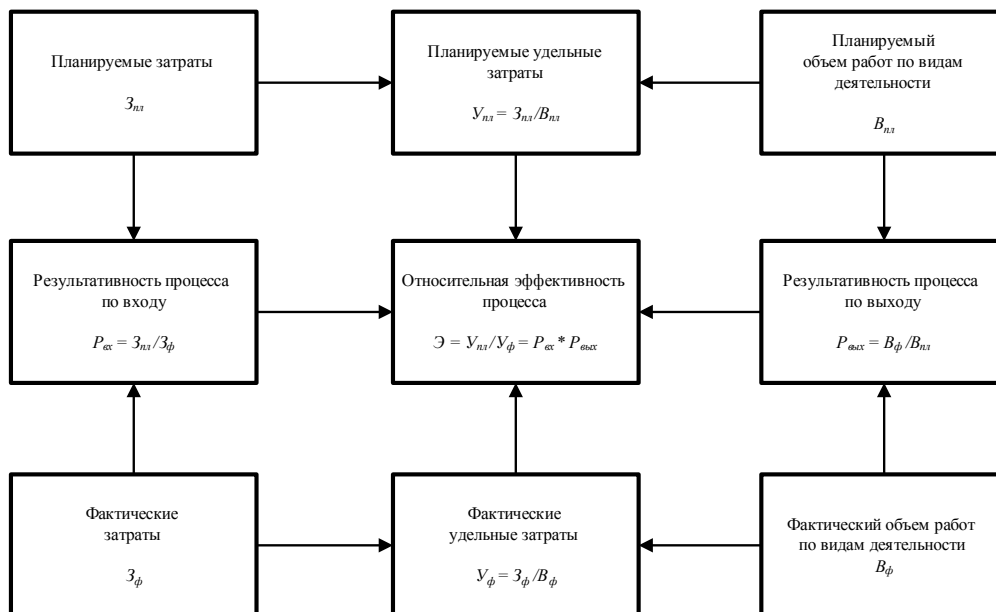 Планируемые затраты
З_пл
Планируемые удельные
затраты
У_пл = З_пл/В_пл
Планируемый
объем работ по видам
деятельности
В_пл
Результативность процесса
по входу
Р_вх = З_пл/З_ф
Относительная эффективность
процесса
Э = У_пл/У_ф = Р_вх * Р_вых
Результативность процесса
по выходу
Р_вых = В_ф/В_пл
Фактические
затраты
З_ф
Фактические
удельные затраты
У_ф = З_ф/В_ф
Фактический объем работ
по видам деятельности
В_ф